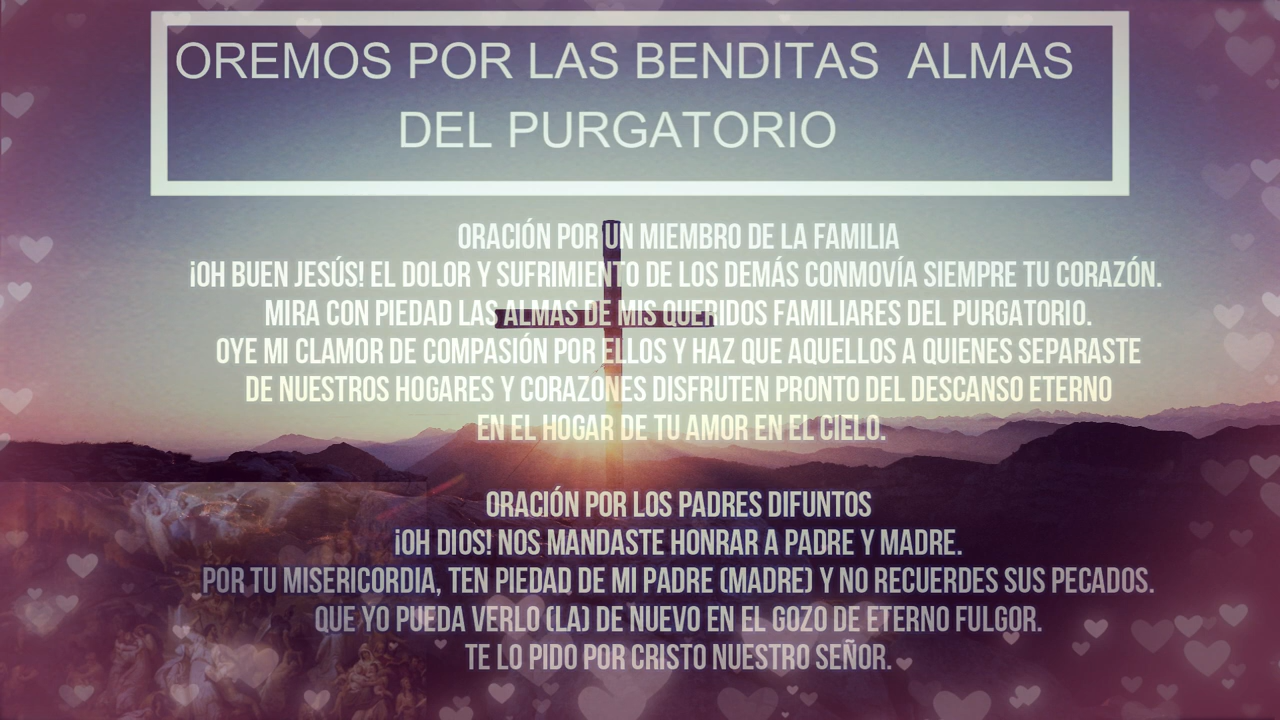 OREMOS POR LAS BENDITAS ALMAS
DEL PURGATORIO
ORACIÓN POR UN MIEMBRO DE LA FAMILIA
¡OH BUEN JESÚS! EL DOLOR Y SUFRIMIENTO DE LOS DEMÁS CONMOVÍA SIEMPRE TU CORAZÓN.
MIRA CON PIEDAD LAS ALMAS DE MIS QUERIDOS FAMILIARES DEL PURGATORIO.
OYE MI CLAMOR DE COMPASIÓN POR ELLOS Y HAZ QUE AQUELLOS A QUIENES SEPARASTE
DE NUESTROS HOGARES Y CORAZONES DISFRUTEN PRONTO DEL DESCANSO ETERNO
EN EL HOGAR DE TU AMOR EN EL CIELO.
ORACIÓN POR LOS PADRES DIFUNTOS
¡OH DIOS! NOS MANDASTE HONRAR A PADRE Y MADRE.
POR TU MISERICORDIA, TEN PIEDAD DE MI PADRE (MADRE) Y NO RECUERDES SUS PECADOS.
QUE YO PUEDA VERLO (LA) DE NUEVO EN EL GOZO DE ETERNO FULGOR.
TE LO PIDO POR CRISTO NUESTRO SEÑOR.